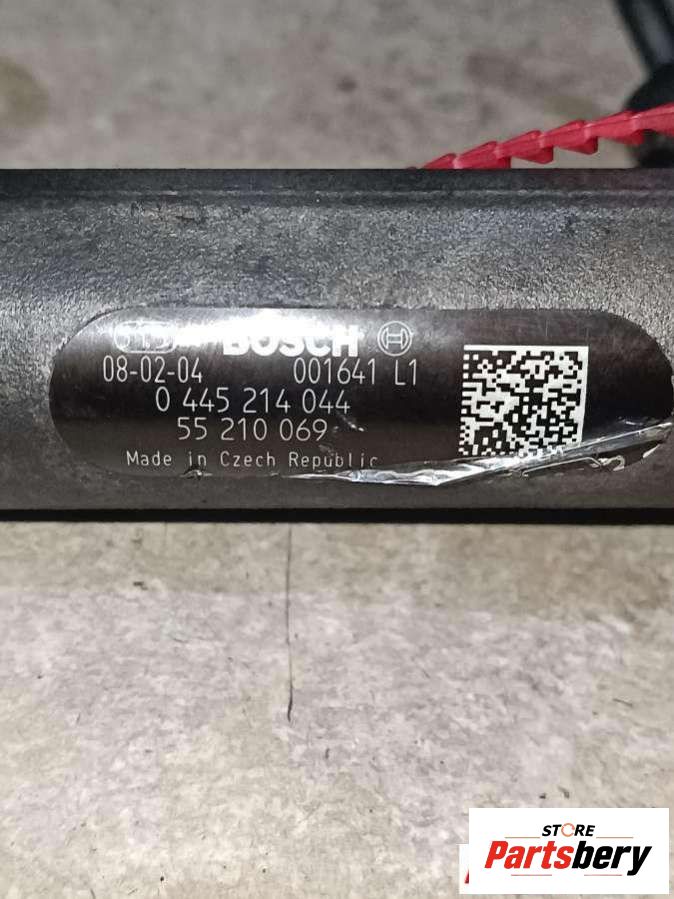 BOSCH
08-02-04 001641 L1
0 445 214 044
55 210 069
Made in Czech Republic
STORE
Partsbery